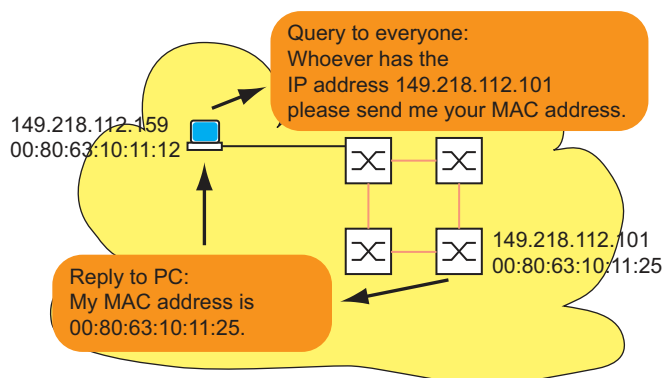 Query to everyone:
Whoever has the
IP address 149.218.112.101
please send me your MAC address.
149.218.112.159
00:80:63:10:11:12
149.218.112.101
00:80:63:10:11:25
Reply to PC:
My MAC address is
00:80:63:10:11:25.